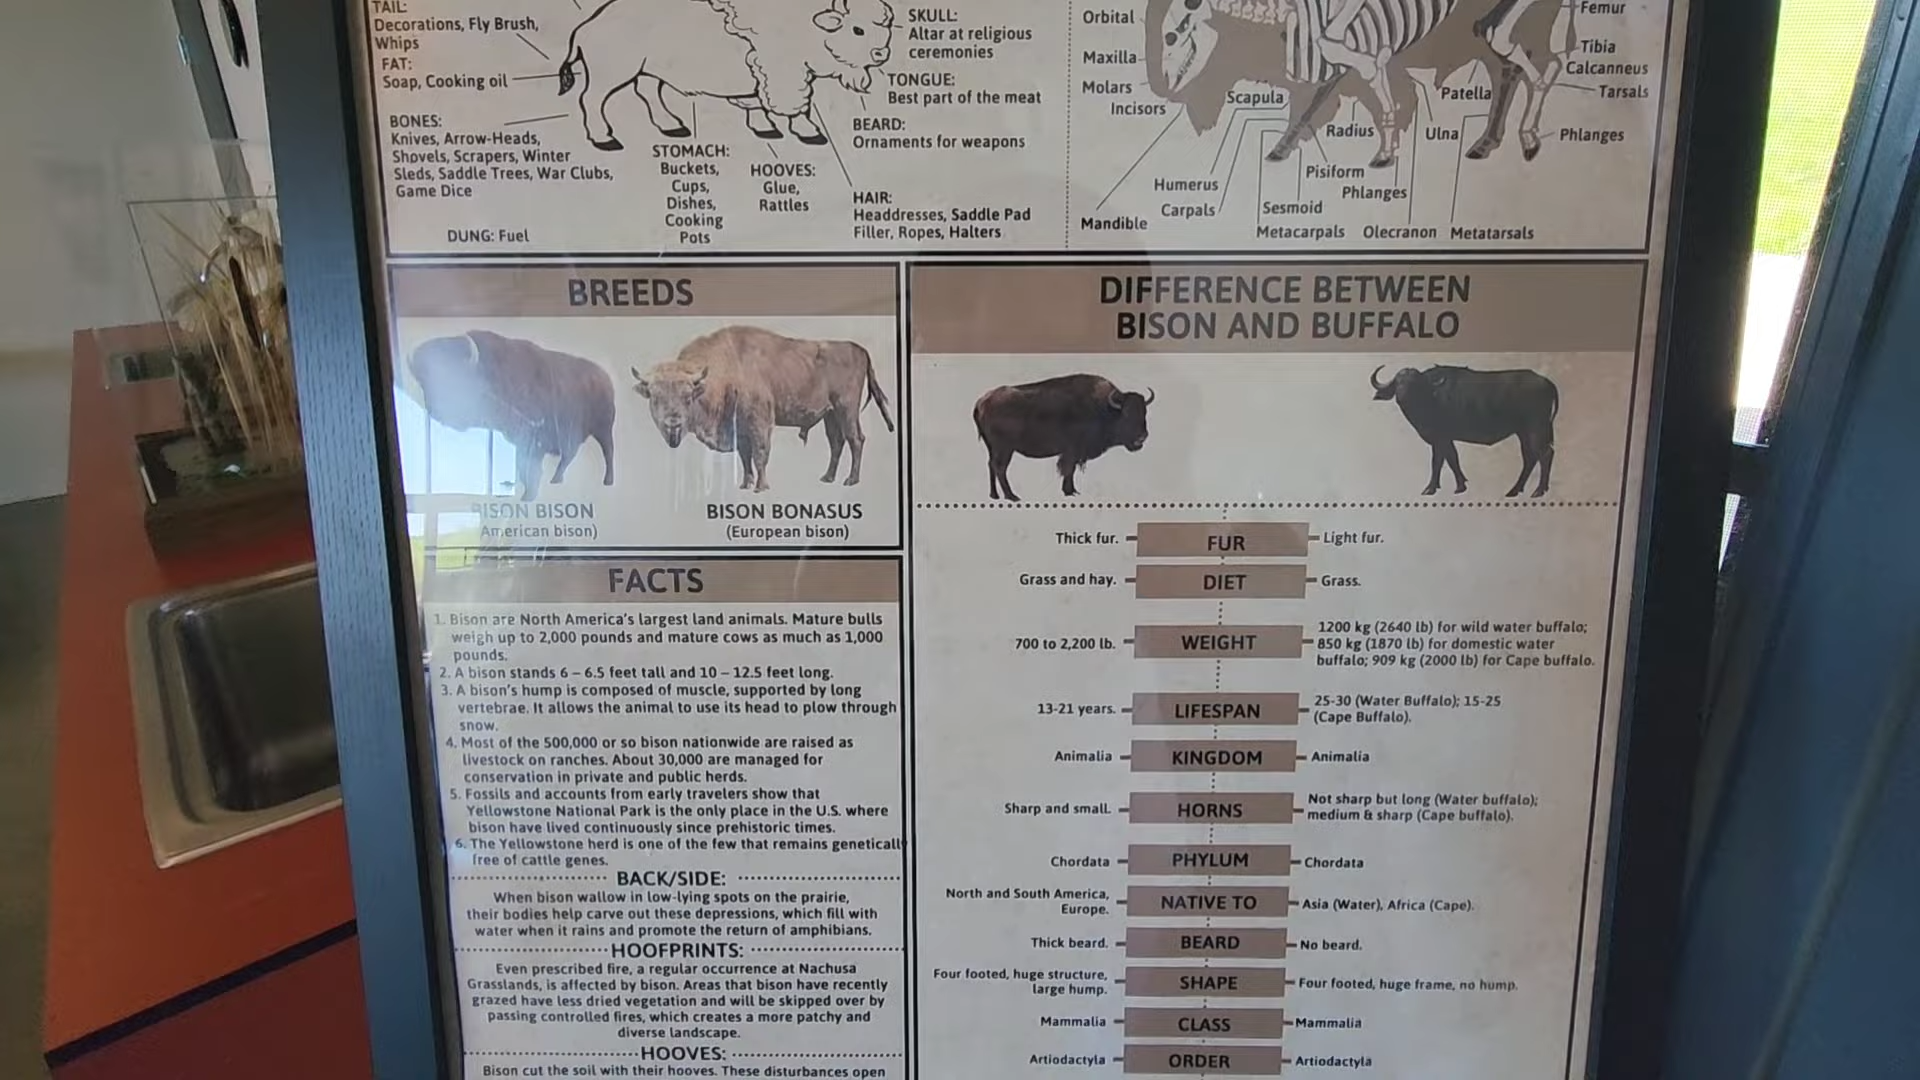 TAIL:
Decorations, Fly Brush,
Whips
FAT:
Soap, Cooking oil
BONES:
Knives, Arrow-Heads,
Shovels, Scrapers, Winter
Sleds, Saddle Trees, War Clubs,
Game Dice
DUNG: Fuel
STOMACH:
Buckets,
Cups,
Dishes,
Cooking
Pots
HOOVES:
Glue,
Rattles
SKULL:
Altar at religious
ceremonies
TONGUE:
Best part of the meat
BEARD:
Ornaments for weapons
HAIR:
Headdresses, Saddle Pad
Filler, Ropes, Halters
Orbital
Maxilla
Molars
Incisors
Mandible
Scapula
Humerus
Carpals
Radius
Pisiform
Phlanges
Sesmoid
Metacarpals
Olecranon
Metatarsals
Ulna
Patella
Femur
Tibia
Calcanneus
Tarsals
Phlanges
BREEDS
BISON BISON
(American bison)
BISON BONASUS
(European bison)
FACTS
1. Bison are North America's largest land animals. Mature bulls
weigh up to 2,000 pounds and mature cows as much as 1,000
pounds.
2. A bison stands 6 – 6.5 feet tall and 10 – 12.5 feet long.
3. A bison's hump is composed of muscle, supported by long
vertebrae. It allows the animal to use its head to plow through
snow.
4. Most of the 500,000 or so bison nationwide are raised as
livestock on ranches. About 30,000 are managed for
conservation in private and public herds.
5. Fossils and accounts from early travelers show that
Yellowstone National Park is the only place in the U.S. where
bison have lived continuously since prehistoric times.
6. The Yellowstone herd is one of the few that remains genetically
free of cattle genes.
BACK/SIDE:
When bison wallow in low-lying spots on the prairie,
their bodies help carve out these depressions, which fill with
water when it rains and promote the return of amphibians.
HOOFPRINTS:
Even prescribed fire, a regular occurrence at Nachusa
Grasslands, is affected by bison. Areas that bison have recently
grazed have less dried vegetation and will be skipped over by
passing controlled fires, which creates a more patchy and
diverse landscape.
HOOVES:
Bison cut the soil with their hooves. These disturbances open
DIFFERENCE BETWEEN
BISON AND BUFFALO
Thick fur. FUR Light fur.
Grass and hay. DIET Grass.
700 to 2,200 lb. WEIGHT 1200 kg (2640 lb) for wild water buffalo;
850 kg (1870 lb) for domestic water
buffalo; 909 kg (2000 lb) for Cape buffalo.
13-21 years. LIFESPAN 25-30 (Water Buffalo); 15-25
(Cape Buffalo).
Animalia KINGDOM Animalia
Sharp and small. HORNS Not sharp but long (Water buffalo);
medium & sharp (Cape buffalo).
Chordata PHYLUM Chordata
North and South America,
Europe. NATIVE TO Asia (Water), Africa (Cape).
Thick beard. BEARD No beard.
Four footed, huge structure,
large hump. SHAPE Four footed, huge frame, no hump.
Mammalia CLASS Mammalia
Artiodactyla ORDER Artiodactyla